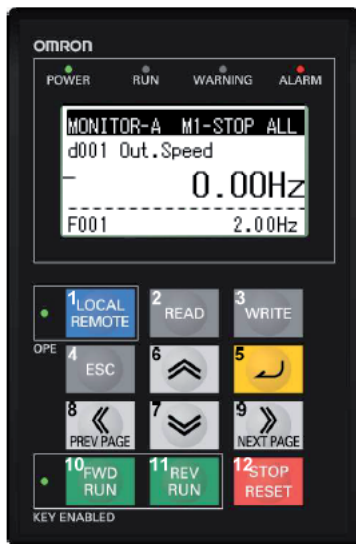 OMRON
POWER RUN WARNING ALARM
MONITOR-A M1-STOP ALL
d001 Out.Speed
0.00Hz
F001 2.00Hz
1 LOCAL REMOTE
2 READ
3 WRITE
OPE
4 ESC
6
5
8 PREV PAGE
7
9 NEXT PAGE
10 FWD RUN
11 REV RUN
12 STOP RESET
KEY ENABLED